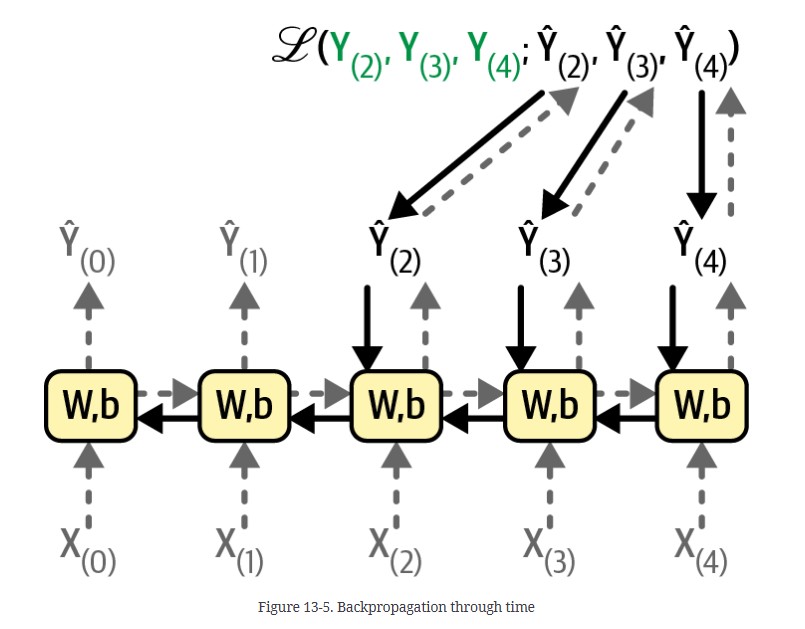 ℒ(Y(2), Y(3), Y(4); Ŷ(2), Ŷ(3), Ŷ(4))
Ŷ(0) Ŷ(1) Ŷ(2) Ŷ(3) Ŷ(4)
W,b W,b W,b W,b W,b
X(0) X(1) X(2) X(3) X(4)
Figure 13-5. Backpropagation through time